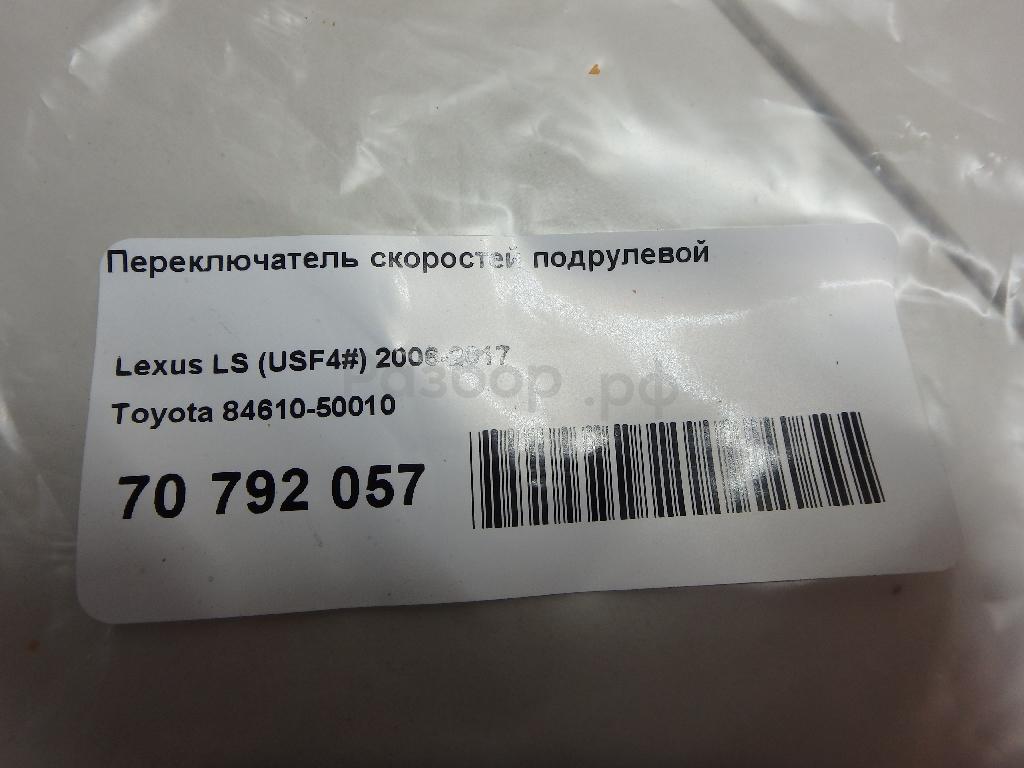 Переключатель скоростей подрулевой
Lexus LS (USF4#) 2006-2017
Toyota 84610-50010
Разбор.рф
70 792 057